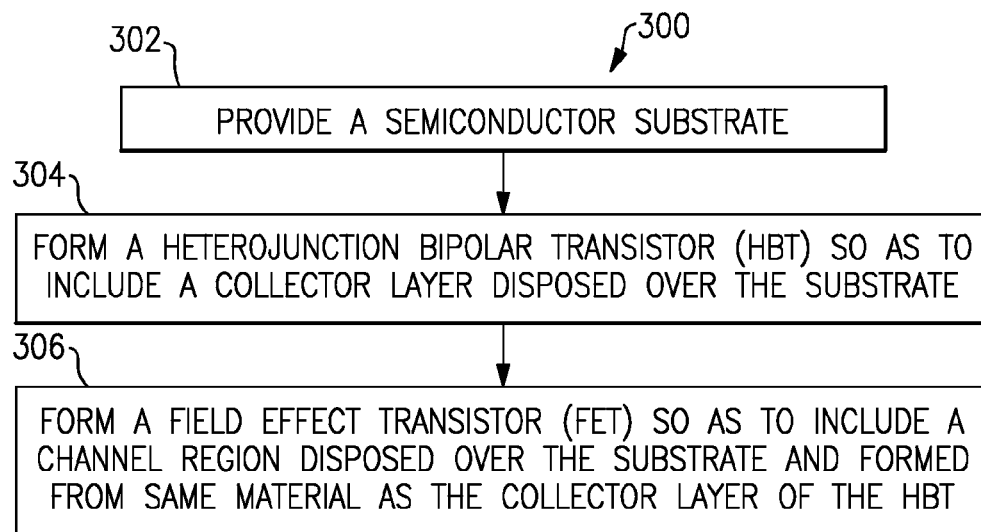 300
302
PROVIDE A SEMICONDUCTOR SUBSTRATE
304
FORM A HETEROJUNCTION BIPOLAR TRANSISTOR (HBT) SO AS TO
INCLUDE A COLLECTOR LAYER DISPOSED OVER THE SUBSTRATE
306
FORM A FIELD EFFECT TRANSISTOR (FET) SO AS TO INCLUDE A
CHANNEL REGION DISPOSED OVER THE SUBSTRATE AND FORMED
FROM SAME MATERIAL AS THE COLLECTOR LAYER OF THE HBT